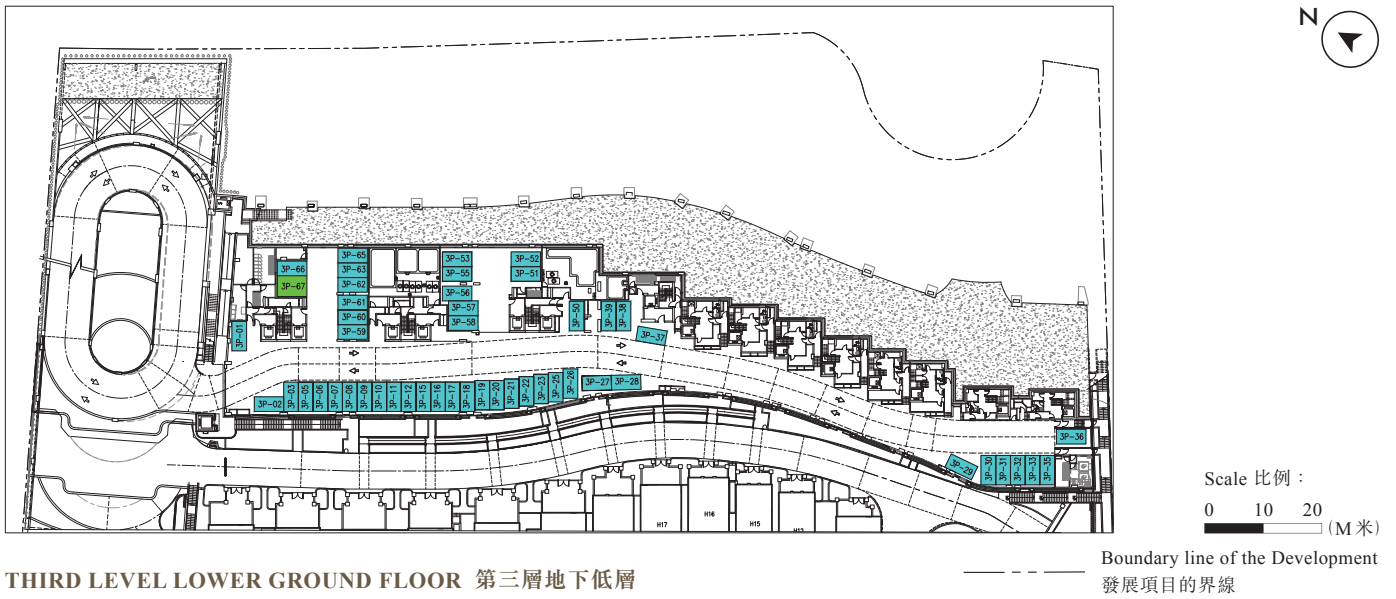 N
3P-66
3P-67
3P-65
3P-63
3P-62
3P-61
3P-60
3P-59
3P-53
3P-55
3P-56
3P-57
3P-58
3P-52
3P-51
3P-50
3P-39
3P-38
3P-37
3P-01
3P-02
3P-03
3P-05
3P-06
3P-07
3P-08
3P-09
3P-10
3P-11
3P-12
3P-15
3P-16
3P-17
3P-18
3P-19
3P-20
3P-21
3P-22
3P-23
3P-25
3P-26
3P-27
3P-28
3P-29
3P-30
3P-31
3P-32
3P-33
3P-35
3P-36
H17
H16
H15
Scale 比例：
0 10 20 (M 米)
Boundary line of the Development
發展項目的界線
THIRD LEVEL LOWER GROUND FLOOR 第三層地下低層